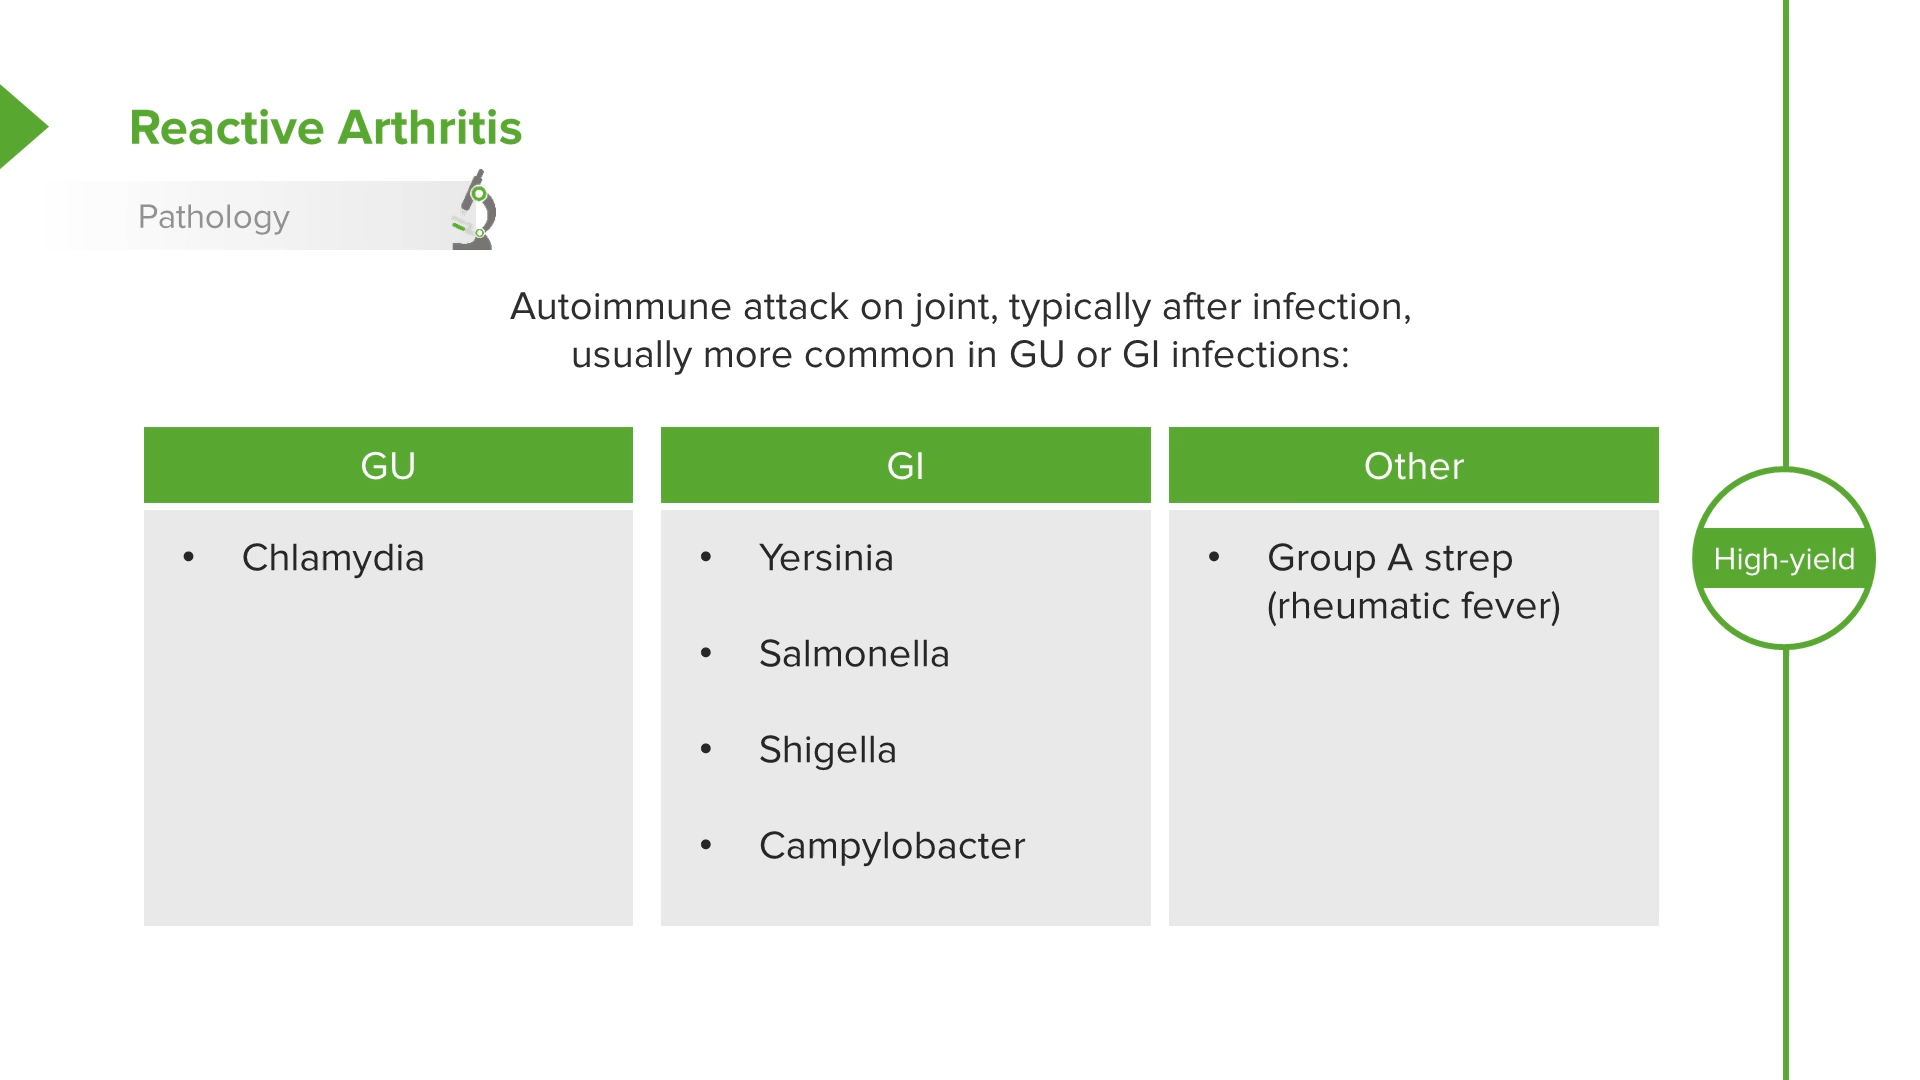 Reactive Arthritis
Pathology
Autoimmune attack on joint, typically after infection,
usually more common in GU or GI infections:
GU
• Chlamydia
GI
• Yersinia
• Salmonella
• Shigella
• Campylobacter
Other
• Group A strep
(rheumatic fever)
High-yield